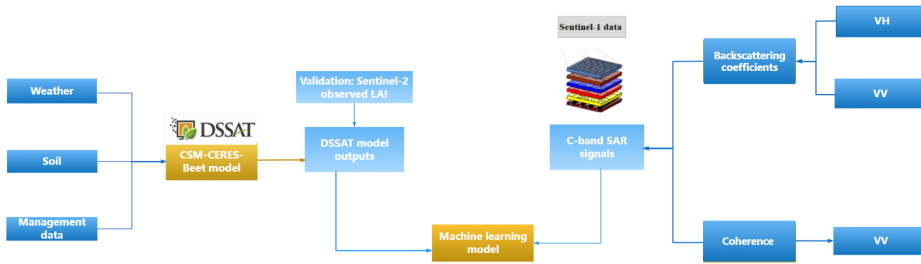 Sentinel-1 data
VH
Backscattering
coefficients
VV
Weather
Validation: Sentinel-2
observed LAI
DSSAT
CSM-CERES-
Beet model
DSSAT model
outputs
C-band SAR
signals
Soil
Management
data
Machine learning
model
Coherence
VV